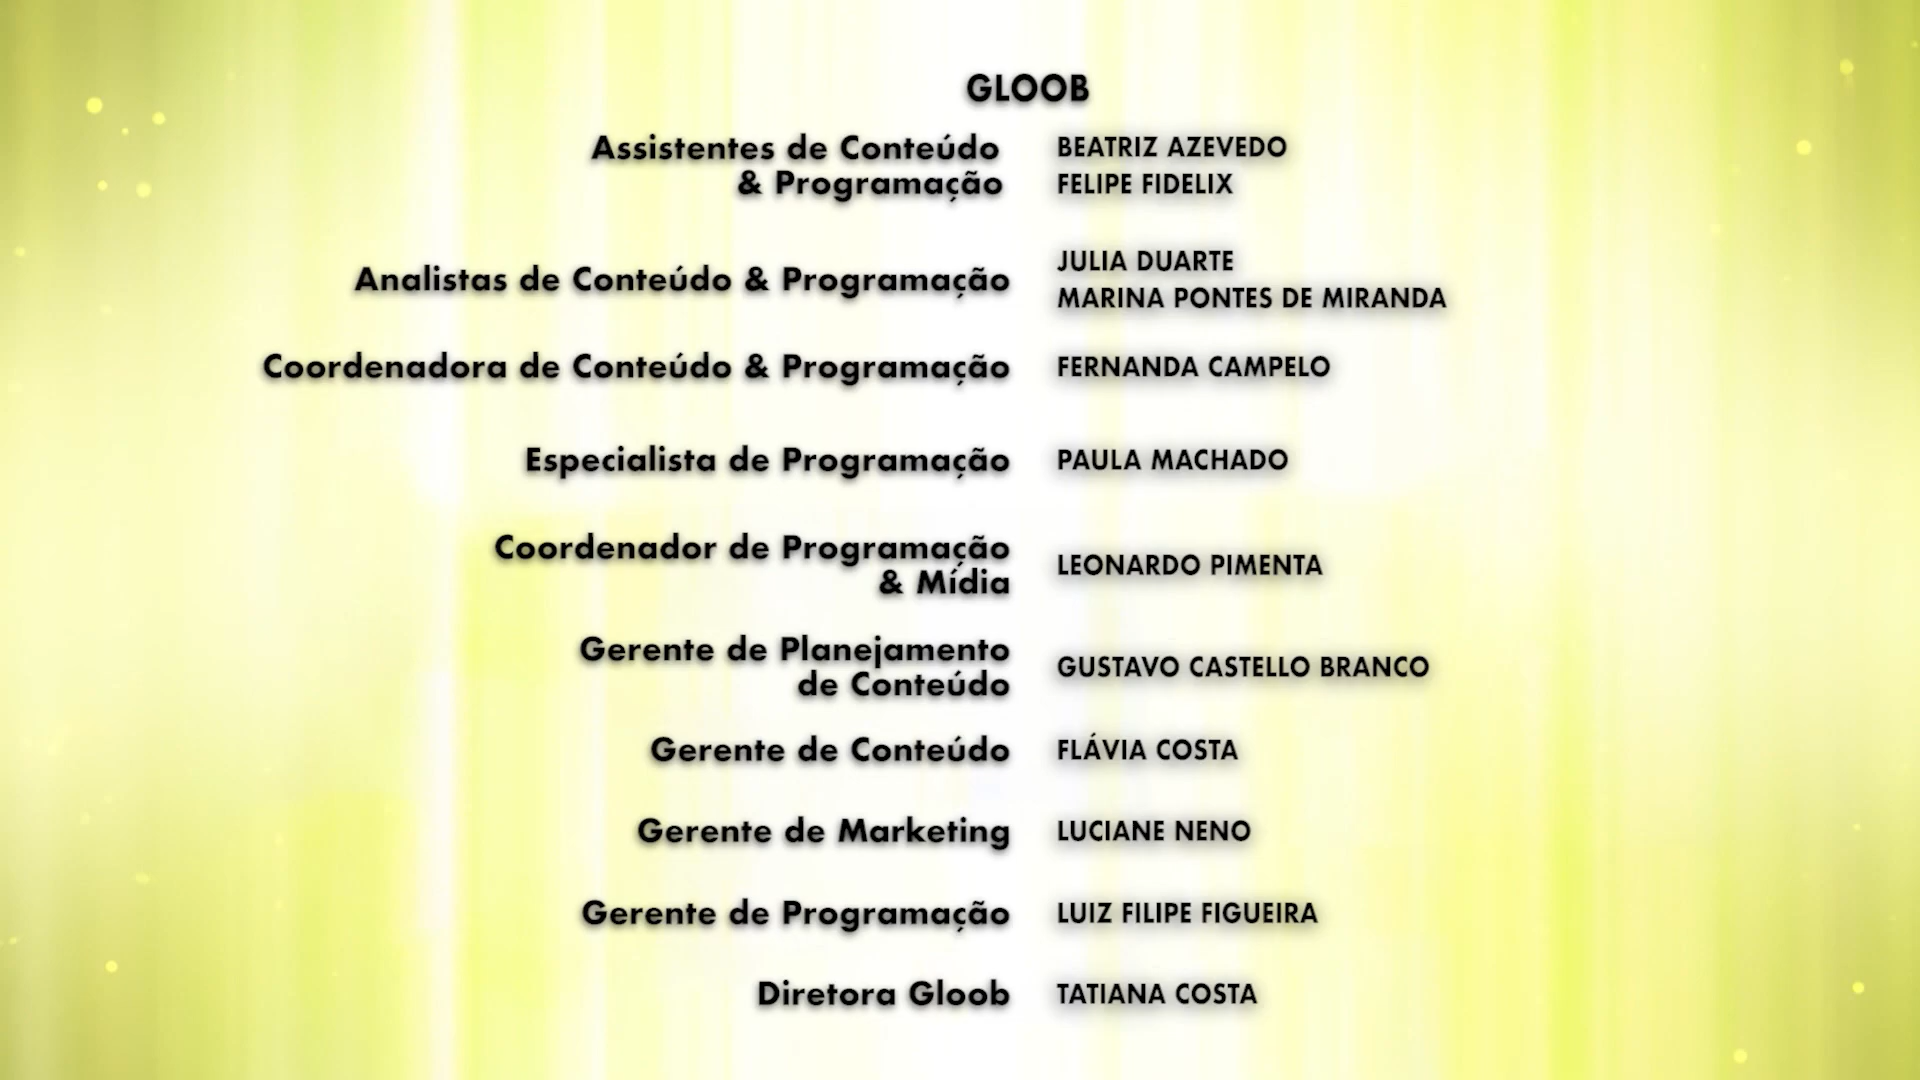 GLOOB
Assistentes de Conteúdo BEATRIZ AZEVEDO
& Programação FELIPE FIDELIX
Analistas de Conteúdo & Programação JULIA DUARTE
MARINA PONTES DE MIRANDA
Coordenadora de Conteúdo & Programação FERNANDA CAMPELO
Especialista de Programação PAULA MACHADO
Coordenador de Programação
& Mídia LEONARDO PIMENTA
Gerente de Planejamento
de Conteúdo GUSTAVO CASTELLO BRANCO
Gerente de Conteúdo FLÁVIA COSTA
Gerente de Marketing LUCIANE NENO
Gerente de Programação LUIZ FILIPE FIGUEIRA
Diretora Gloob TATIANA COSTA